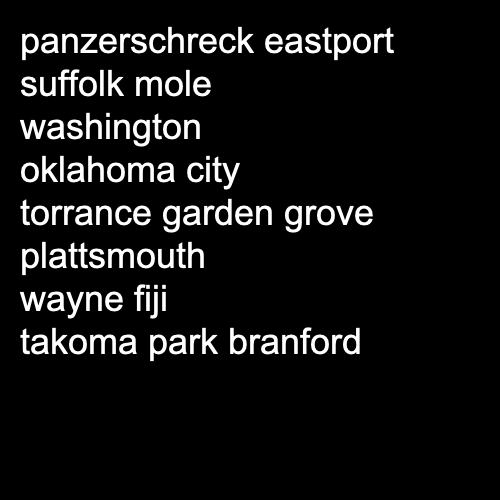 panzerschreck eastport
suffolk mole
washington
oklahoma city
torrance garden grove
plattsmouth
wayne fiji
takoma park branford